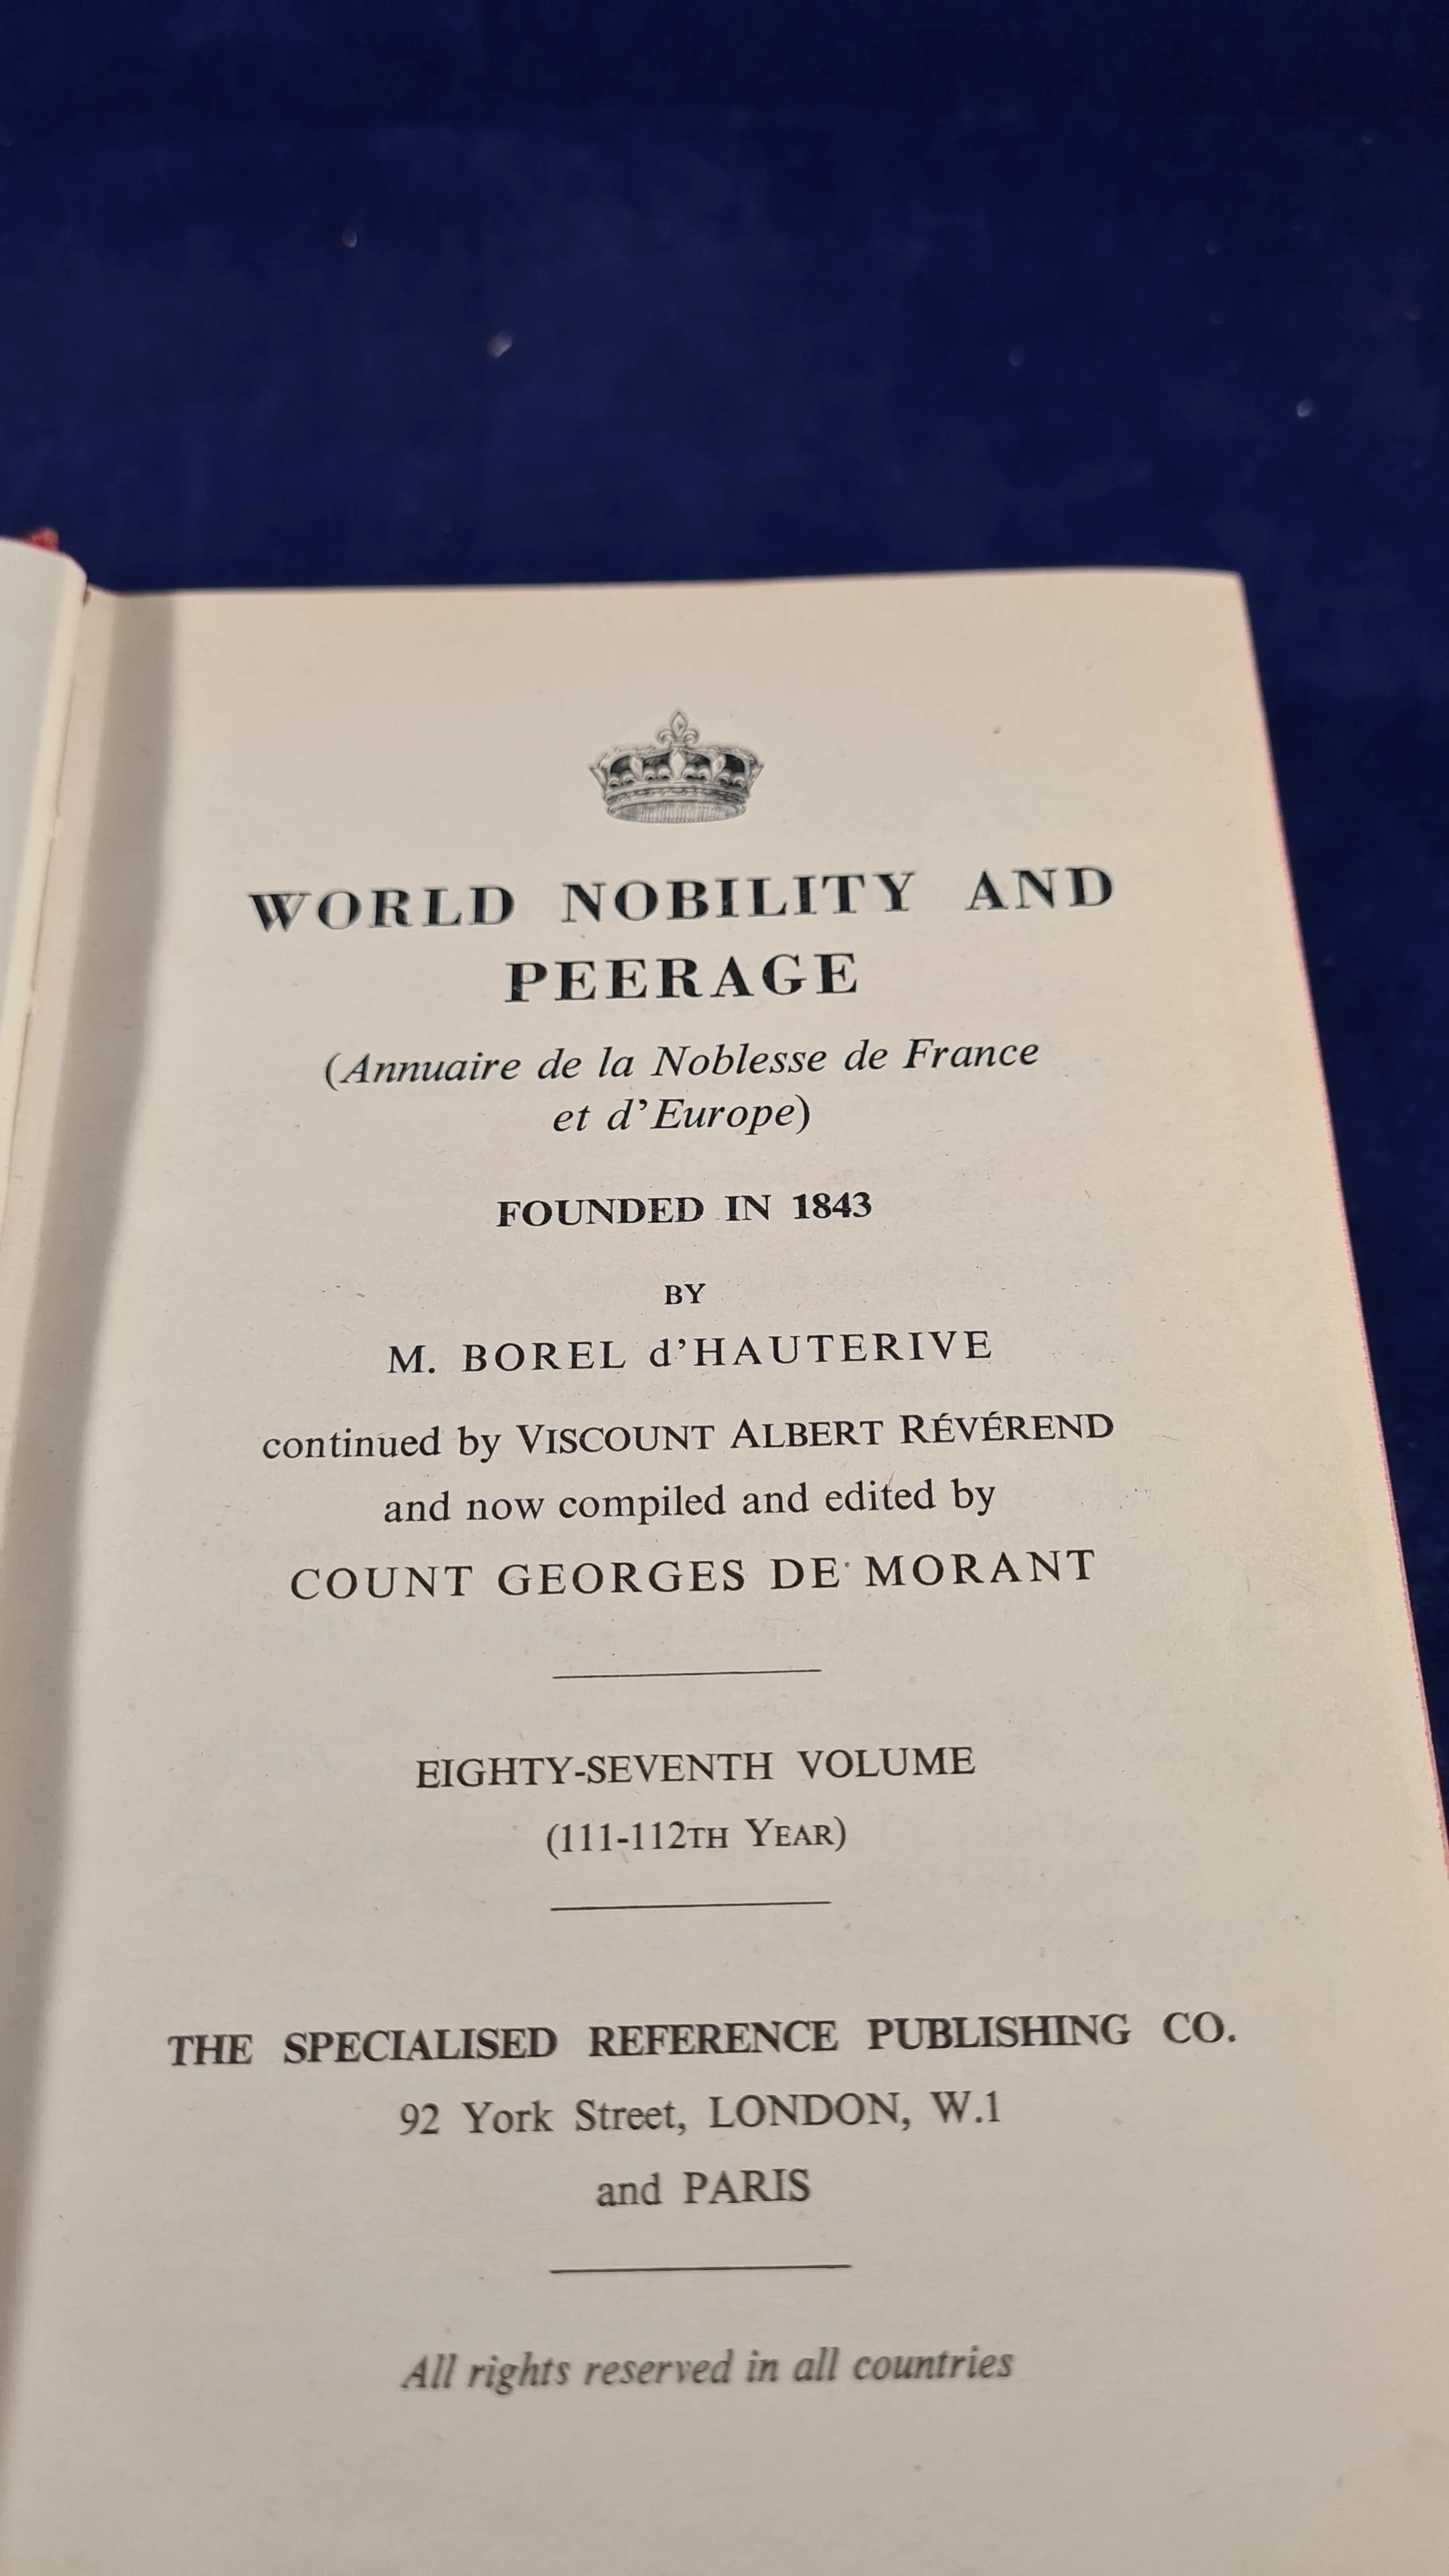 WORLD NOBILITY AND
PEERAGE
(Annuaire de la Noblesse de France
et d'Europe)
FOUNDED IN 1843
BY
M. BOREL d'HAUTERIVE
continued by VISCOUNT ALBERT RÉVÉREND
and now compiled and edited by
COUNT GEORGES DE MORANT
EIGHTY-SEVENTH VOLUME
(111-112TH YEAR)
THE SPECIALISED REFERENCE PUBLISHING CO.
92 York Street, LONDON, W.1
and PARIS
All rights reserved in all countries